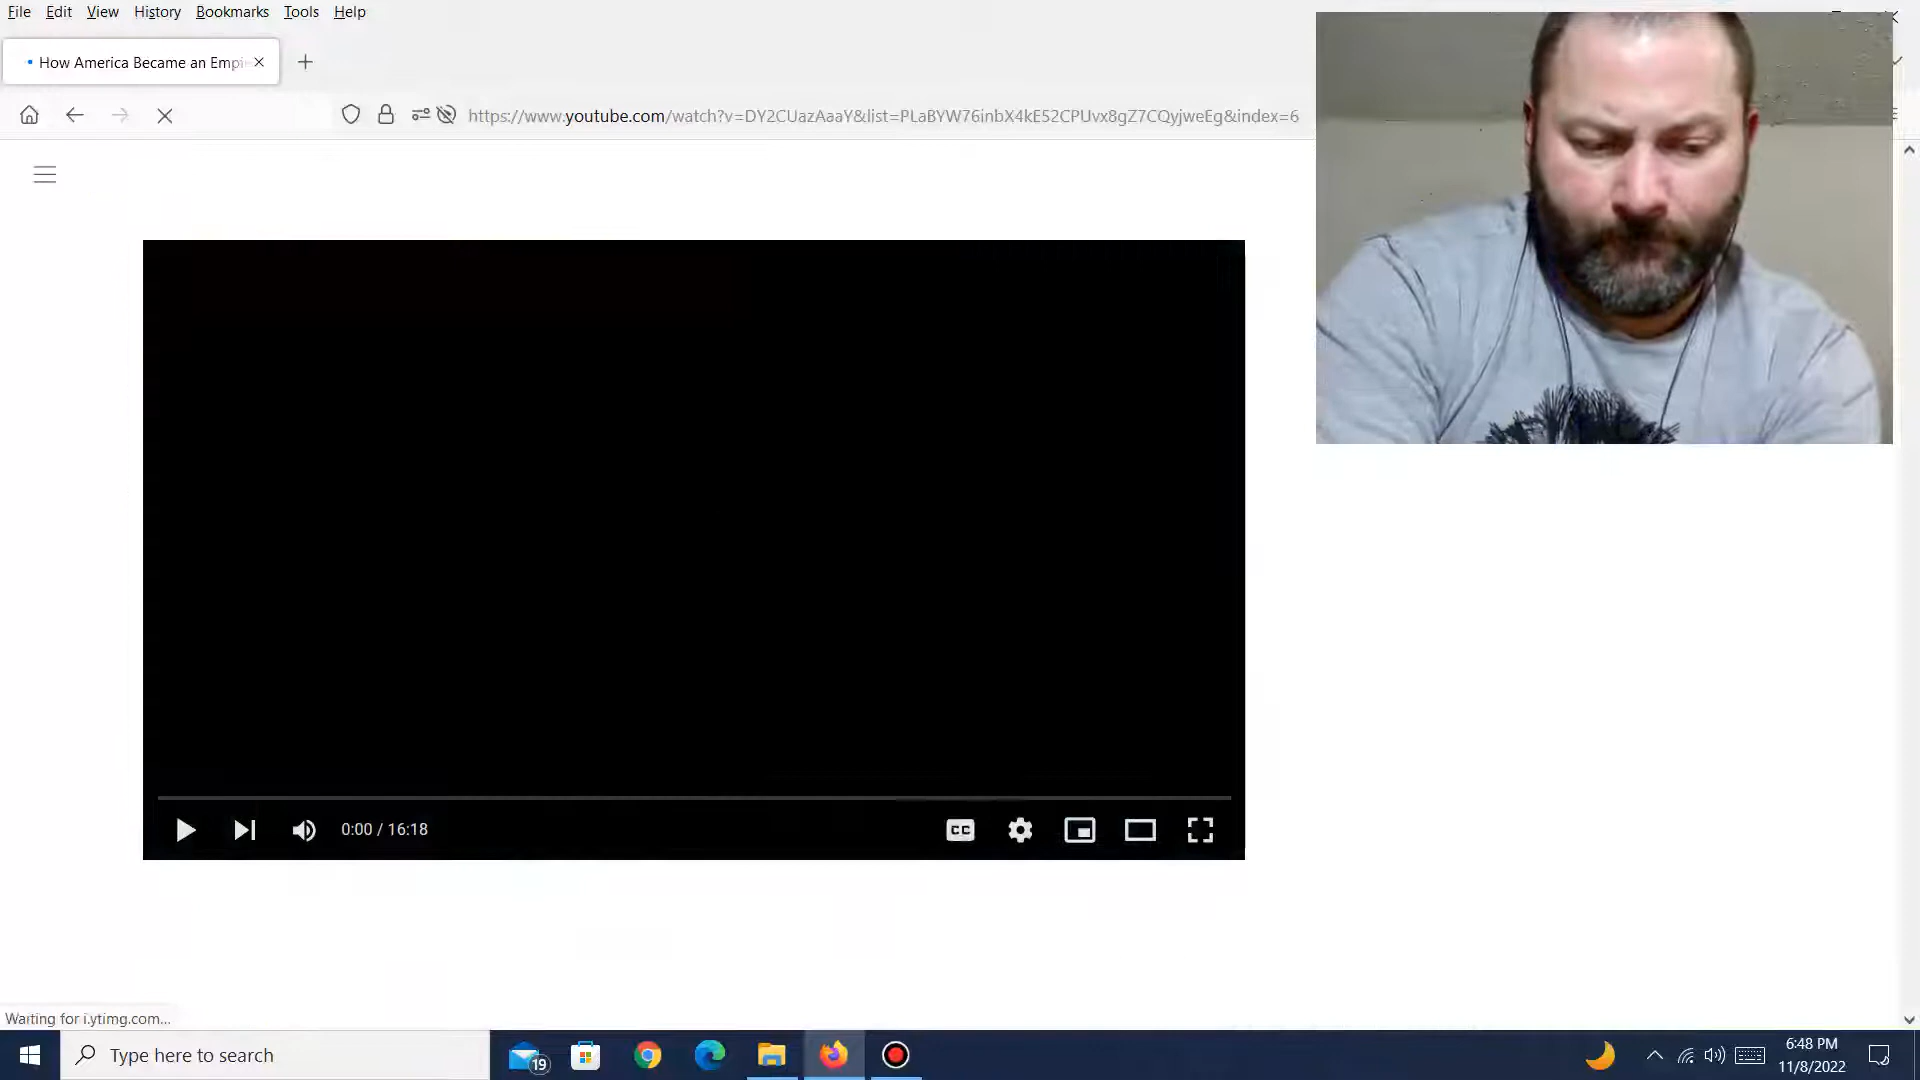 File Edit View History Bookmarks Tools Help
How America Became an Empi
https://www.youtube.com/watch?v=DY2CUazAaaY&list=PLaBYW76inbX4kE52CPUvx8gZ7CQyjweEg&index=6
0:00 / 16:18
CC
Waiting for i.ytimg.com...
Type here to search
19
6:48 PM
11/8/2022